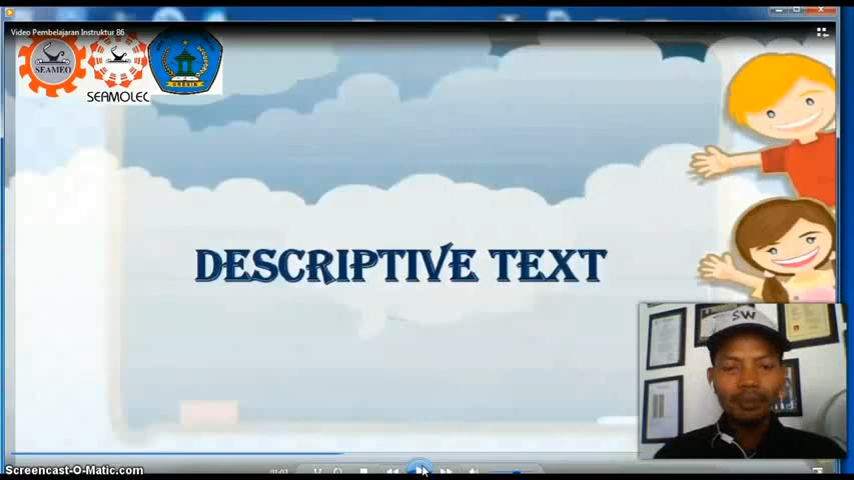 Video Pembelajaran Instruktur 86
SEAMEO
SEAMOLEC
DESCRIPTIVE TEXT
SW
Screencast-O-Matic.com